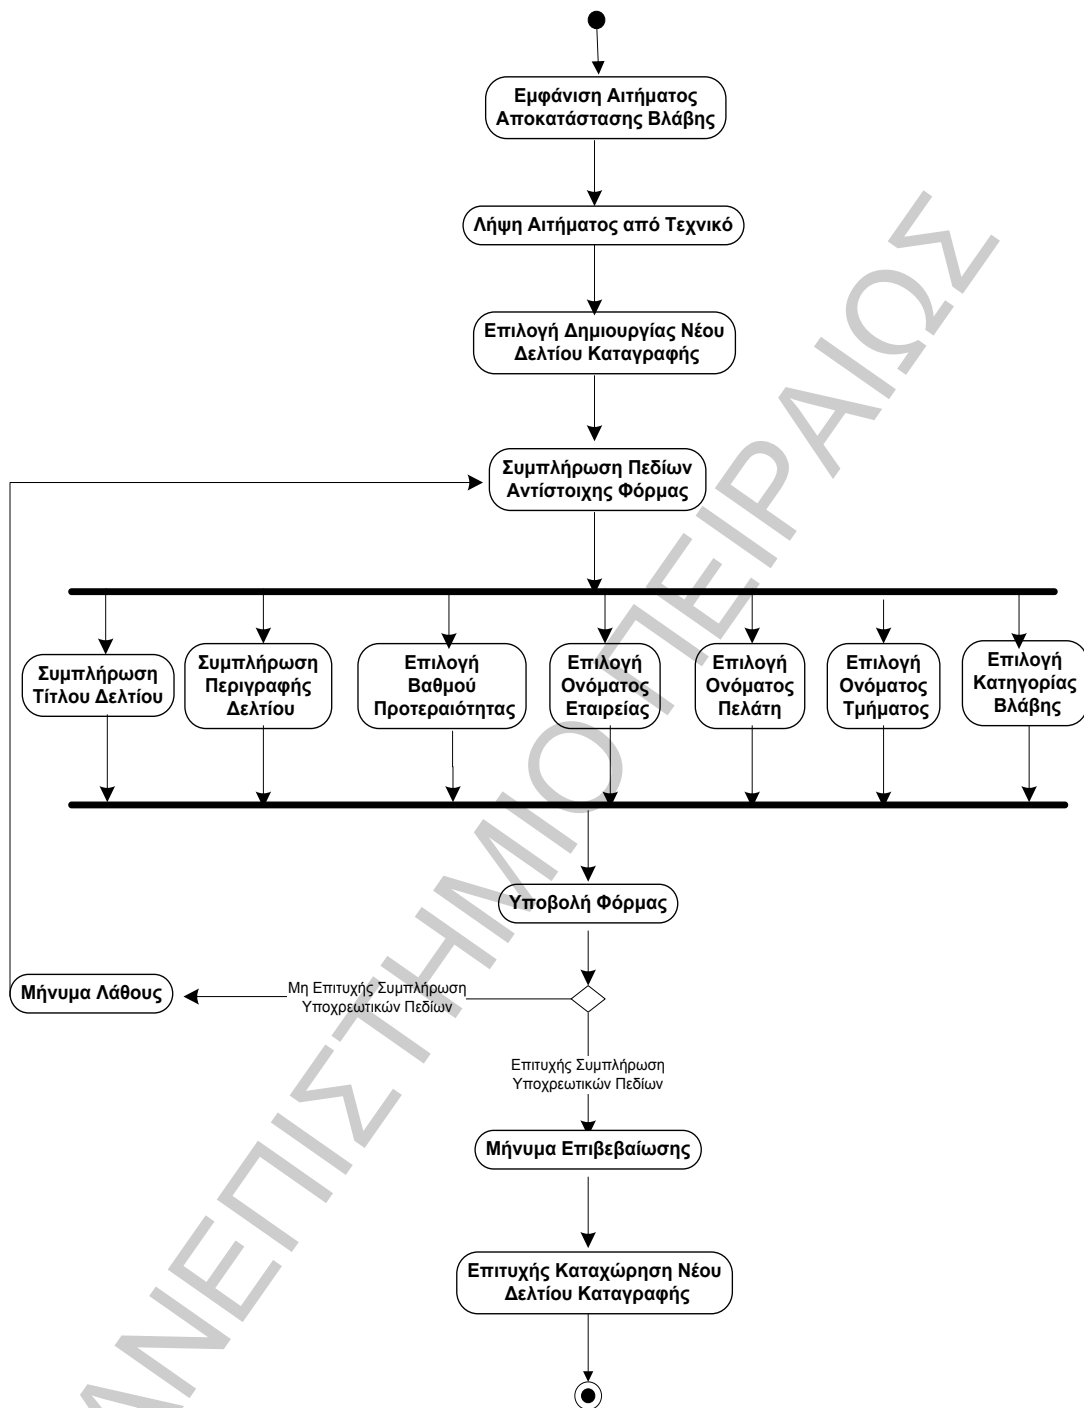 Εμφάνιση Αιτήματος
Αποκατάστασης Βλάβης
Λήψη Αιτήματος από Τεχνικό
Επιλογή Δημιουργίας Νέου
Δελτίου Καταγραφής
Συμπλήρωση Πεδίων
Αντίστοιχης Φόρμας
Συμπλήρωση
Τίτλου Δελτίου
Συμπλήρωση
Περιγραφής
Δελτίου
Επιλογή
Βαθμού
Προτεραιότητας
Επιλογή
Ονόματος
Εταιρείας
Επιλογή
Ονόματος
Πελάτη
Επιλογή
Ονόματος
Τμήματος
Επιλογή
Κατηγορίας
Βλάβης
Υποβολή Φόρμας
Μήνυμα Λάθους
Μη Επιτυχής Συμπλήρωση
Υποχρεωτικών Πεδίων
Επιτυχής Συμπλήρωση
Υποχρεωτικών Πεδίων
Μήνυμα Επιβεβαίωσης
Επιτυχής Καταχώρηση Νέου
Δελτίου Καταγραφής
ΑΝΕΠΙΣΤΗΜΙΟ ΠΕΙΡΑΙΩΣ